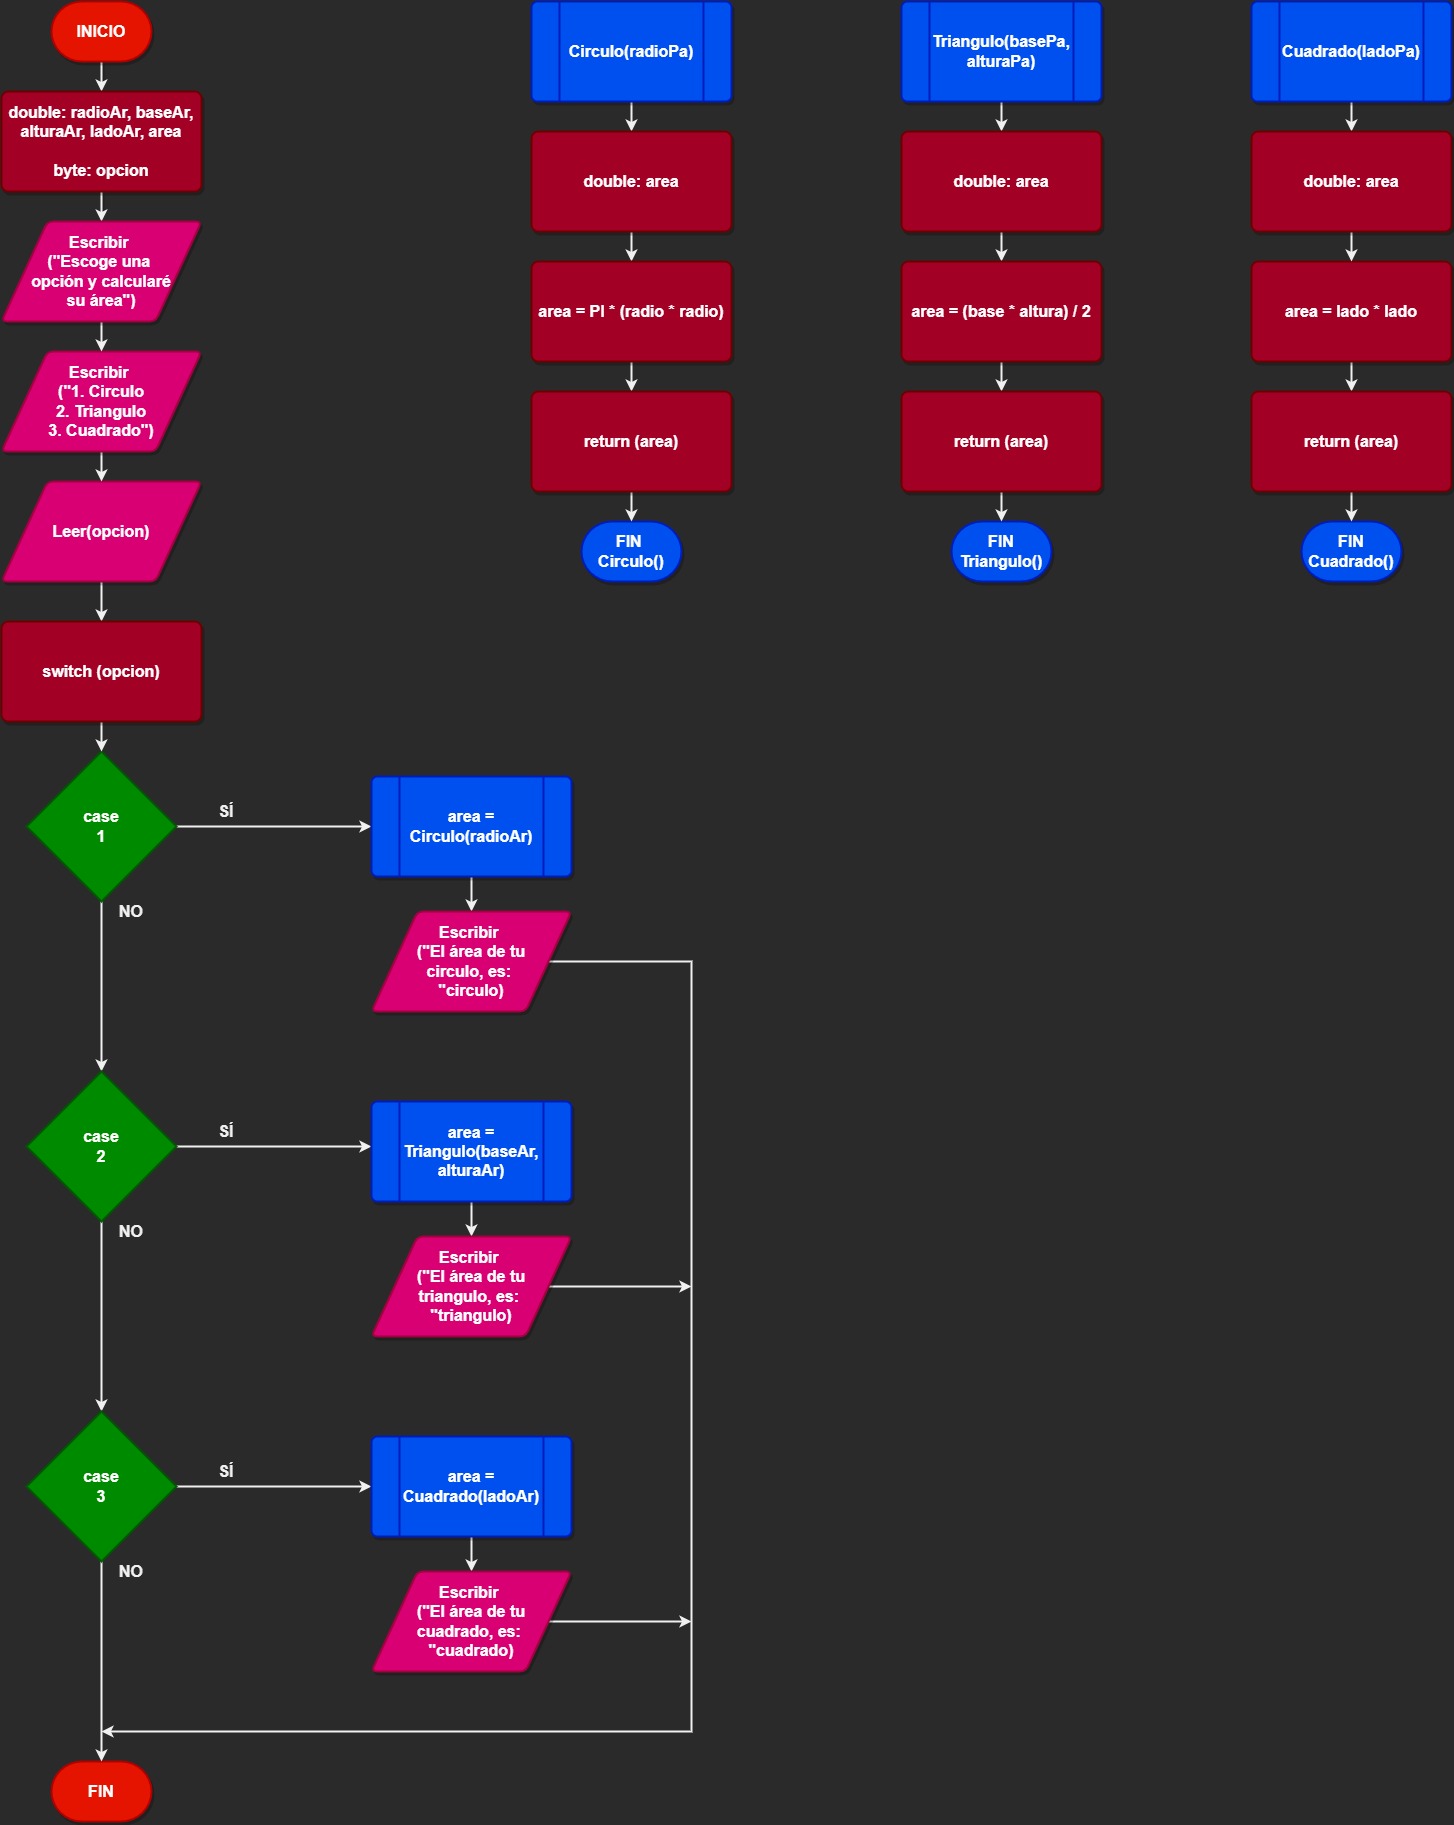 INICIO
double: radioAr, baseAr,
alturaAr, ladoAr, area
byte: opcion
Escribir
("Escoge una
opción y calcularé
su área")
Escribir
("1. Circulo
2. Triangulo
3. Cuadrado")
Leer(opcion)
switch (opcion)
case
1
SÍ
NO
area =
Circulo(radioAr)
Escribir
("El área de tu
circulo, es:
"circulo)
case
2
SÍ
NO
area =
Triangulo(baseAr,
alturaAr)
Escribir
("El área de tu
triangulo, es:
"triangulo)
case
3
SÍ
NO
area =
Cuadrado(ladoAr)
Escribir
("El área de tu
cuadrado, es:
"cuadrado)
FIN
Circulo(radioPa)
double: area
area = PI * (radio * radio)
return (area)
FIN
Circulo()
Triangulo(basePa,
alturaPa)
double: area
area = (base * altura) / 2
return (area)
FIN
Triangulo()
Cuadrado(ladoPa)
double: area
area = lado * lado
return (area)
FIN
Cuadrado()